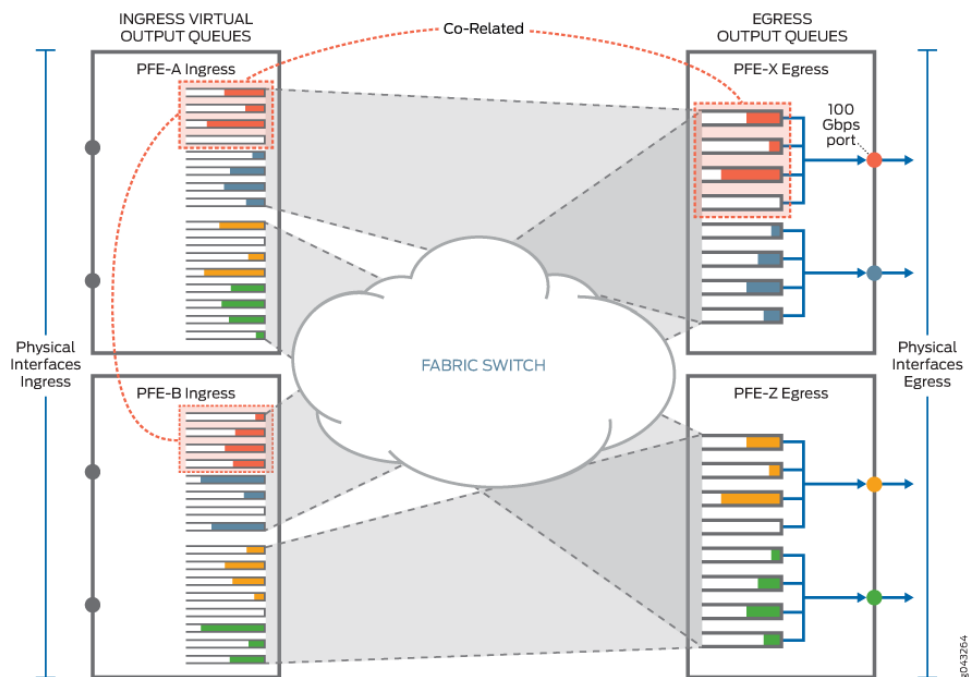 INGRESS VIRTUAL
OUTPUT QUEUES
Co-Related
EGRESS
OUTPUT QUEUES
PFE-A Ingress
PFE-X Egress
100
Gbps
port
Physical
Interfaces
Ingress
FABRIC SWITCH
Physical
Interfaces
Egress
PFE-B Ingress
PFE-Z Egress
g043264